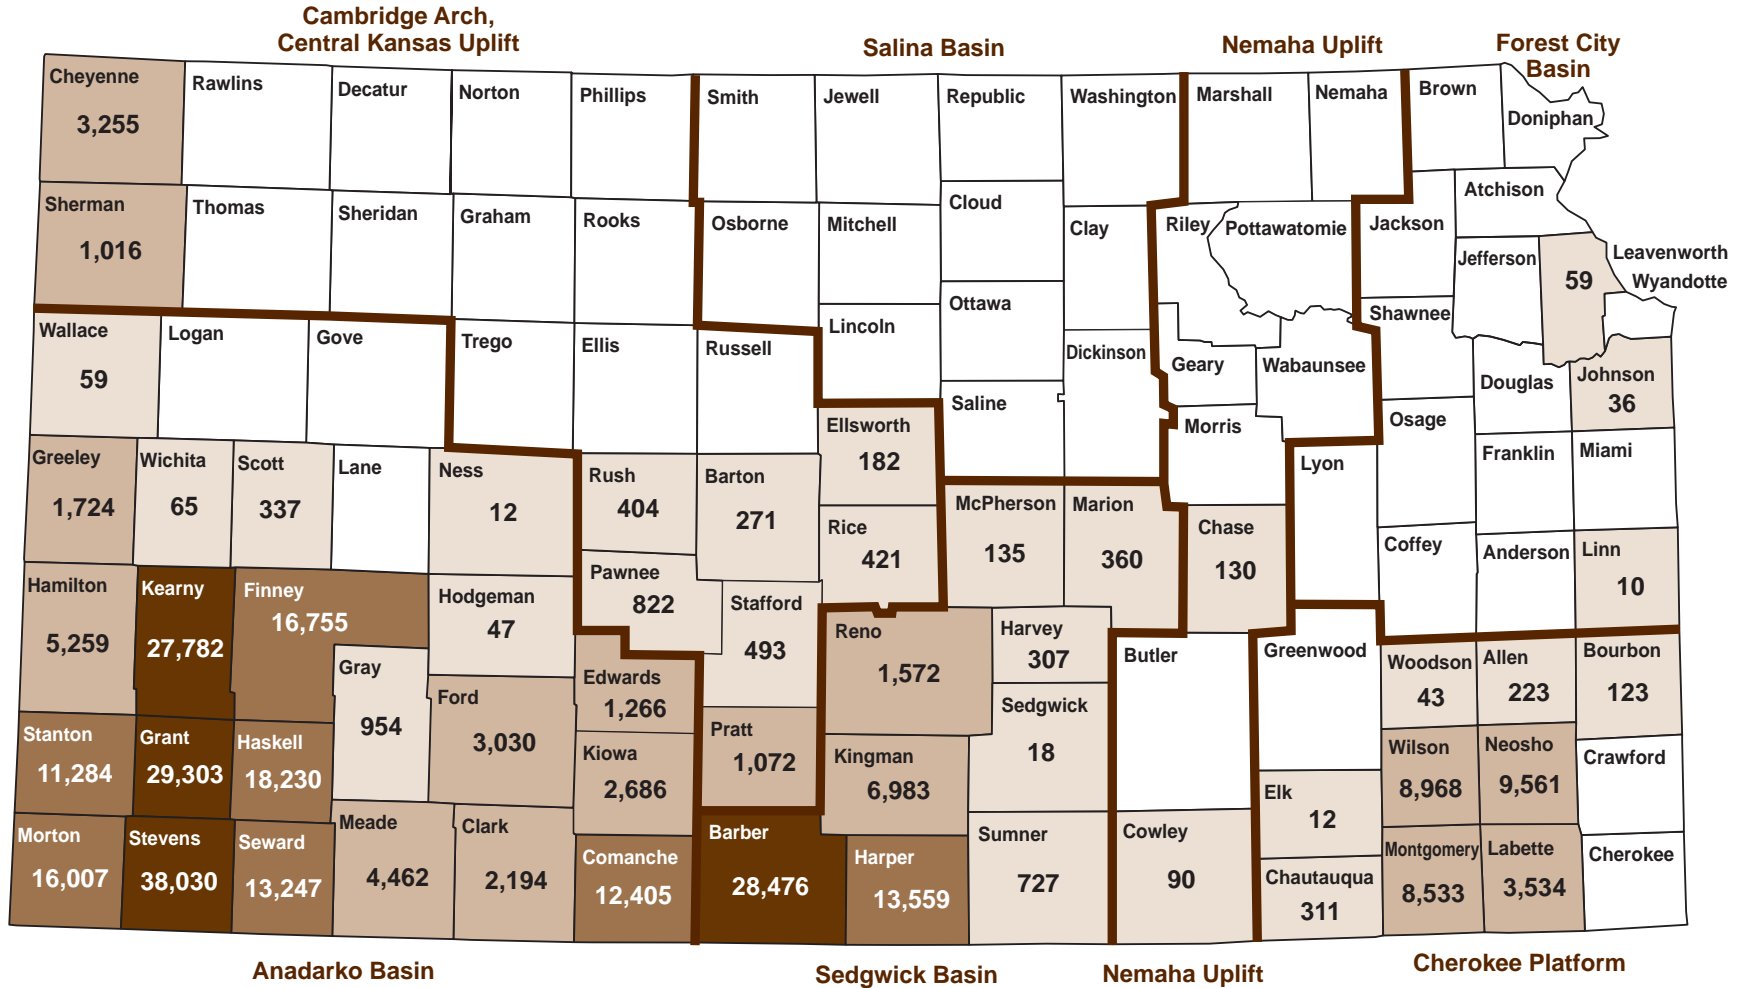 Cambridge Arch,
Central Kansas Uplift
Salina Basin
Nemaha Uplift
Forest City
Basin
Cheyenne
3,255
Rawlins
Decatur
Norton
Phillips
Smith
Jewell
Republic
Washington
Marshall
Nemaha
Brown
Doniphan
Sherman
1,016
Thomas
Sheridan
Graham
Rooks
Osborne
Mitchell
Cloud
Clay
Riley
Pottawatomie
Jackson
Atchison
Jefferson
59
Leavenworth
Wyandotte
Wallace
59
Logan
Gove
Trego
Ellis
Russell
Lincoln
Ottawa
Saline
Dickinson
Geary
Wabaunsee
Shawnee
Douglas
Johnson
36
Greeley
1,724
Wichita
65
Scott
337
Lane
Ness
12
Rush
404
Barton
271
Ellsworth
182
Rice
421
McPherson
135
Marion
360
Morris
Chase
130
Lyon
Osage
Coffey
Franklin
Anderson
Miami
Linn
10
Hamilton
5,259
Kearny
27,782
Finney
16,755
Gray
954
Hodgeman
47
Ford
3,030
Pawnee
822
Edwards
1,266
Stafford
493
Pratt
1,072
Reno
1,572
Harvey
307
Sedgwick
18
Butler
Greenwood
Woodson
43
Allen
223
Bourbon
123
Stanton
11,284
Grant
29,303
Haskell
18,230
Kiowa
2,686
Kingman
6,983
Elk
12
Wilson
8,968
Neosho
9,561
Crawford
Morton
16,007
Stevens
38,030
Seward
13,247
Meade
4,462
Clark
2,194
Comanche
12,405
Barber
28,476
Harper
13,559
Sumner
727
Cowley
90
Chautauqua
311
Montgomery
8,533
Labette
3,534
Cherokee
Anadarko Basin
Sedgwick Basin
Nemaha Uplift
Cherokee Platform